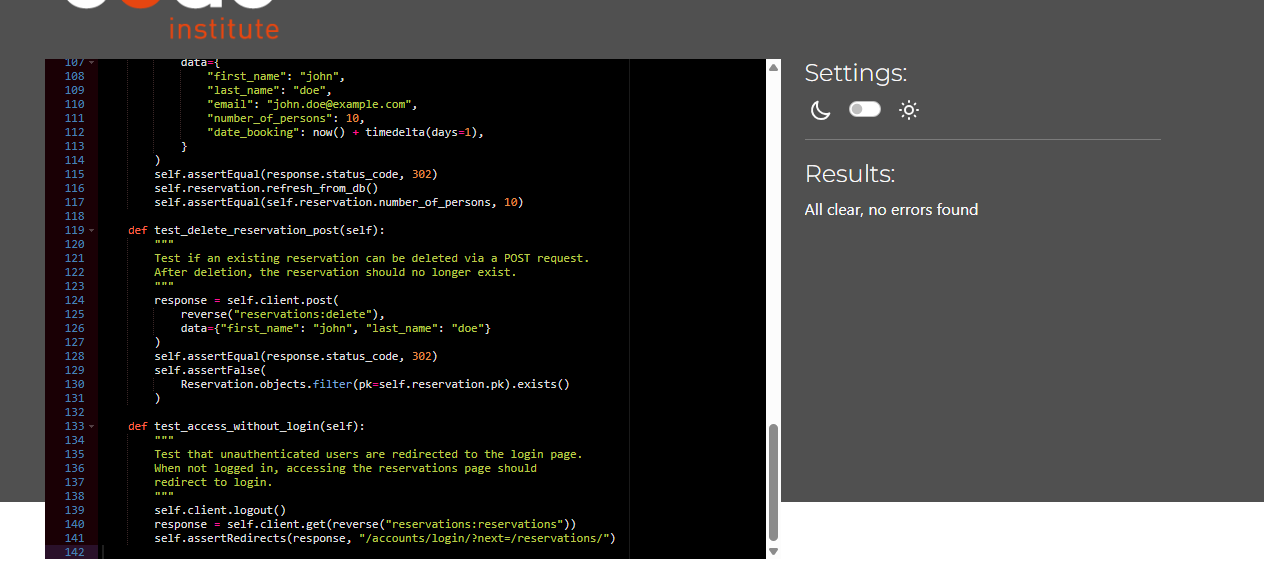 institute
107 data={
108 "first_name": "john",
109 "last_name": "doe",
110 "email": "john.doe@example.com",
111 "number_of_persons": 10,
112 "date_booking": now() + timedelta(days=1),
113 }
114 )
115 self.assertEqual(response.status_code, 302)
116 self.reservation.refresh_from_db()
117 self.assertEqual(self.reservation.number_of_persons, 10)
118
119 def test_delete_reservation_post(self):
120 """
121 Test if an existing reservation can be deleted via a POST request.
122 After deletion, the reservation should no longer exist.
123 """
124 response = self.client.post(
125 reverse("reservations:delete"),
126 data={"first_name": "john", "last_name": "doe"}
127 )
128 self.assertEqual(response.status_code, 302)
129 self.assertFalse(
130 Reservation.objects.filter(pk=self.reservation.pk).exists()
131 )
132
133 def test_access_without_login(self):
134 """
135 Test that unauthenticated users are redirected to the login page.
136 When not logged in, accessing the reservations page should
137 redirect to login.
138 """
139 self.client.logout()
140 response = self.client.get(reverse("reservations:reservations"))
141 self.assertRedirects(response, "/accounts/login/?next=/reservations/")
142
Settings:
Results:
All clear, no errors found